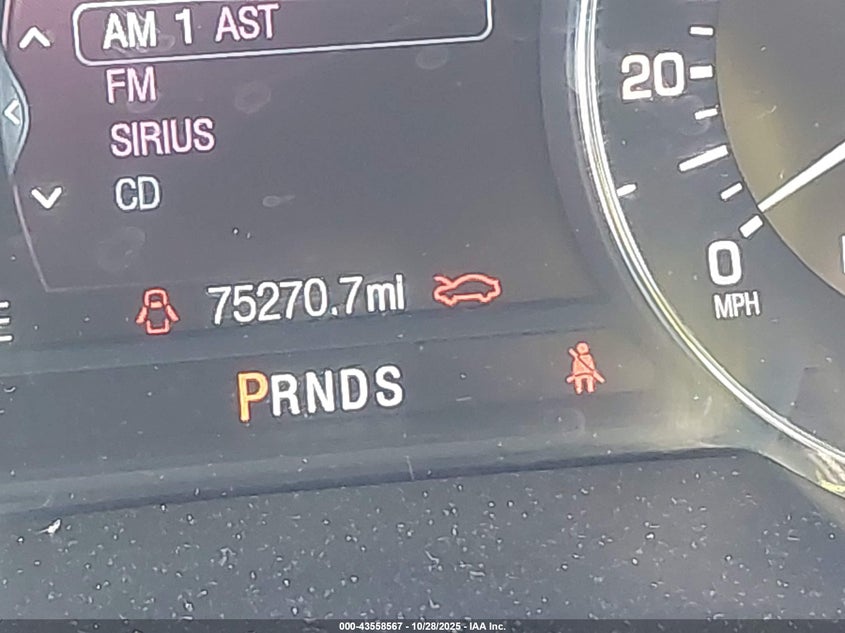 AM 1 AST
FM
SIRIUS
CD
20
0
MPH
75270.7mi
PRNDS
000-43558567 - 10/28/2025 - IAA Inc.